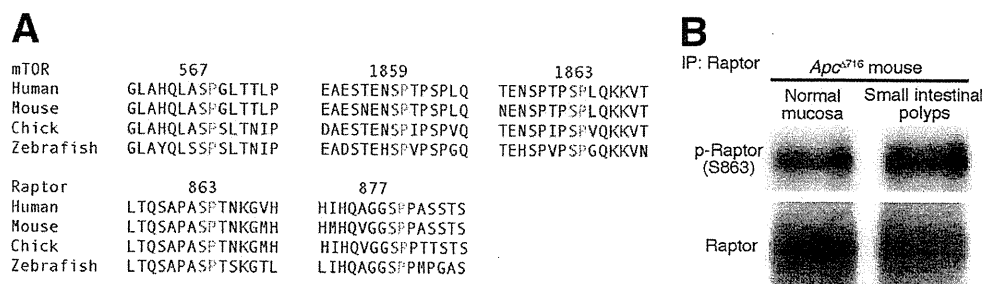 A
mTOR 567 1859 1863
Human GLAHQLASPGLTTLP EAESTENSPTPSPLQ TENSPTPSPLQKKVT
Mouse GLAHQLASPGLTTLP EAESNENSPTPSPLQ NENSPTPSPLQKKVT
Chick GLAHQLASPSLTNIP DAESTENSPIPSPVQ TENSPIPSPVQKKVT
Zebrafish GLAYQLSSPSLTNIP EADSTEHSPVPSPGQ TEHSPVPSPGQKKVN
Raptor 863 877
Human LTQSAPASPTNKGVH HIHQAGGSPPASSTS
Mouse LTQSAPASPTNKGMH HMHQVGGSPPASSTS
Chick LTQSAPASPTNKGMH HIHQVGGSPPTTSTS
Zebrafish LTQSAPASPTSKGTL LIHQAGGSPPMPGAS
B
IP: Raptor
Apc^Δ716 mouse
Normal mucosa
Small intestinal polyps
p-Raptor
(S863)
Raptor